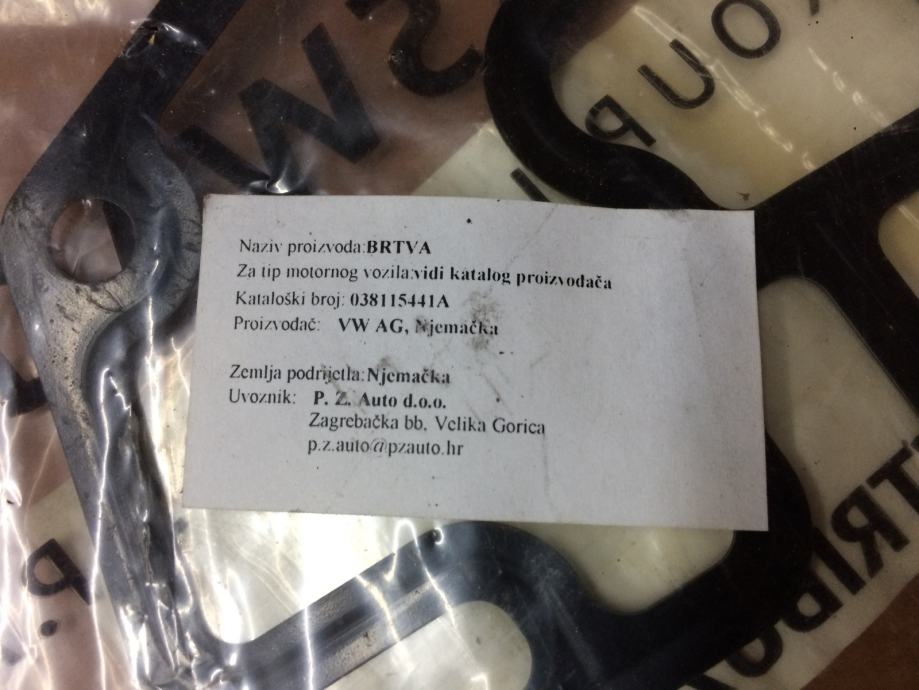 Naziv proizvoda:BRTVA
Za tip motornog vozila:vidi katalog proizvođača
Kataloški broj: 038115441A
Proizvođač: VW AG, Njemačka
Zemlja podrijetla:Njemačka
Uvoznik: P. Z. Auto d.o.o.
Zagrebačka bb, Velika Gorica
p.z.auto@pzauto.hr